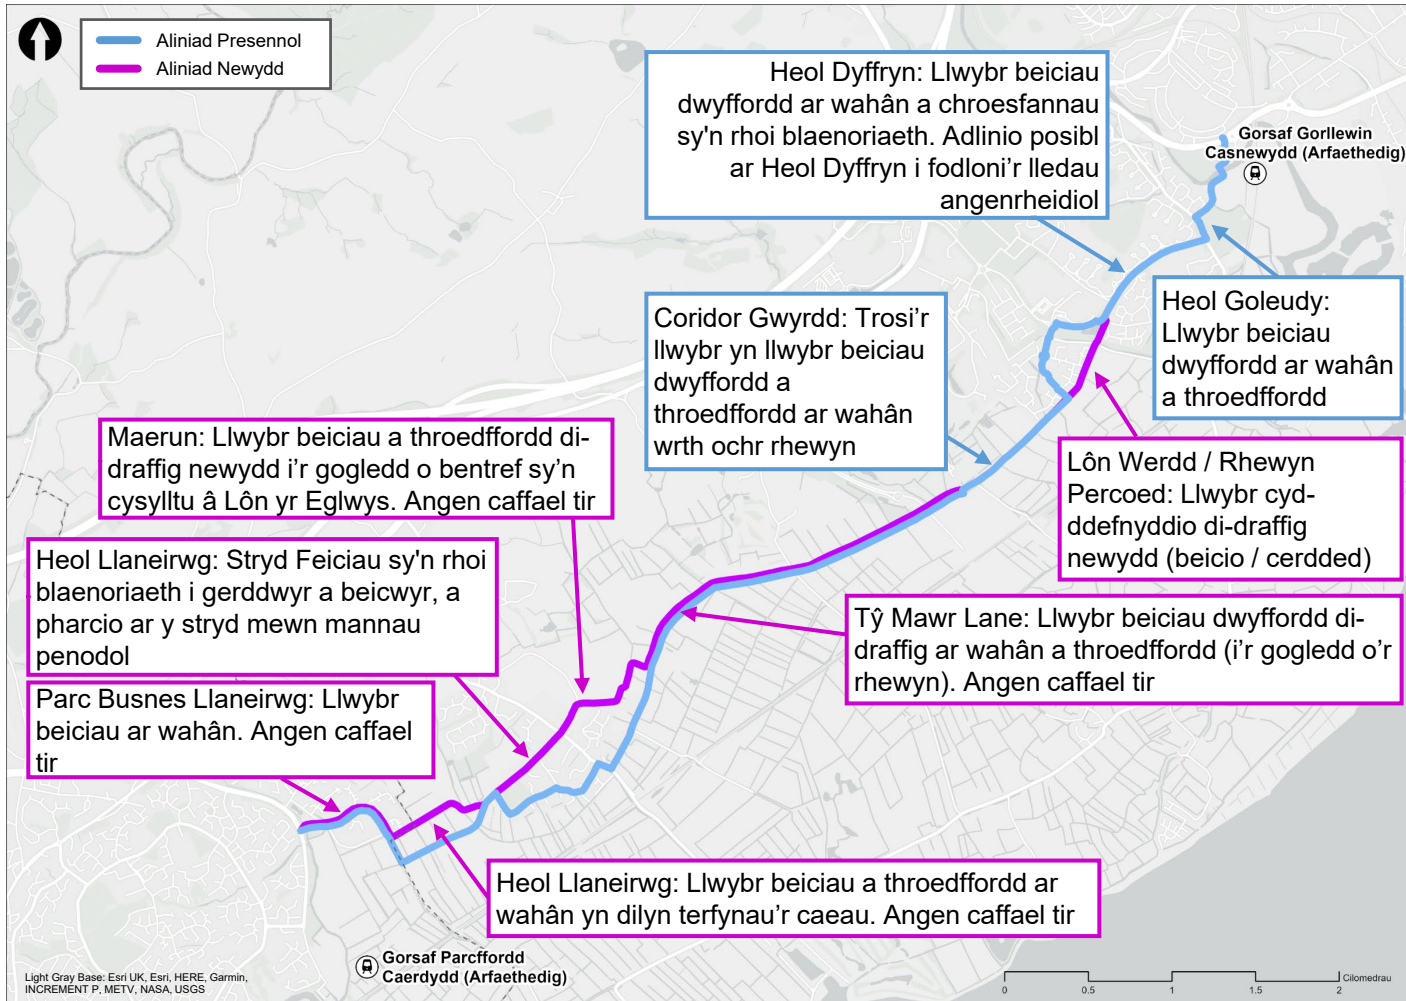 Aliniad Presennol
Aliniad Newydd
Heol Dyffryn: Llwybr beiciau
dwyffordd ar wahân a chroesfannau
sy'n rhoi blaenoriaeth. Adlinio posibl
ar Heol Dyffryn i fodloni’r lledau
angenrheidiol
Gorsaf Gorllewin
Casnewydd (Arfaethedig)
Heol Goleudy:
Llwybr beiciau
dwyffordd ar wahân
a throedffordd
Coridor Gwyrdd: Trosi’r
llwybr yn llwybr beiciau
dwyffordd a
throedffordd ar wahân
wrth ochr rhewyn
Maerun: Llwybr beiciau a throedffordd di-
draffig newydd i’r gogledd o bentref sy’n
cysylltu â Lôn yr Eglwys. Angen caffael tir
Lôn Werdd / Rhewyn
Percoed: Llwybr cyd-
ddefnyddio di-draffig
newydd (beicio / cerdded)
Heol Llaneirwg: Stryd Feiciau sy'n rhoi
blaenoriaeth i gerddwyr a beicwyr, a
pharcio ar y stryd mewn mannau
penodol
Tŷ Mawr Lane: Llwybr beiciau dwyffordd di-
draffig ar wahân a throedffordd (i’r gogledd o’r
rhewyn). Angen caffael tir
Parc Busnes Llaneirwg: Llwybr
beiciau ar wahân. Angen caffael
tir
Heol Llaneirwg: Llwybr beiciau a throedffordd ar
wahân yn dilyn terfynau’r caeau. Angen caffael tir
Gorsaf Parcffordd
Caerdydd (Arfaethedig)
Light Gray Base: Esri UK, Esri, HERE, Garmin,
INCREMENT P, METV, NASA, USGS
Cilomedrau
0 0.5 1 1.5 2